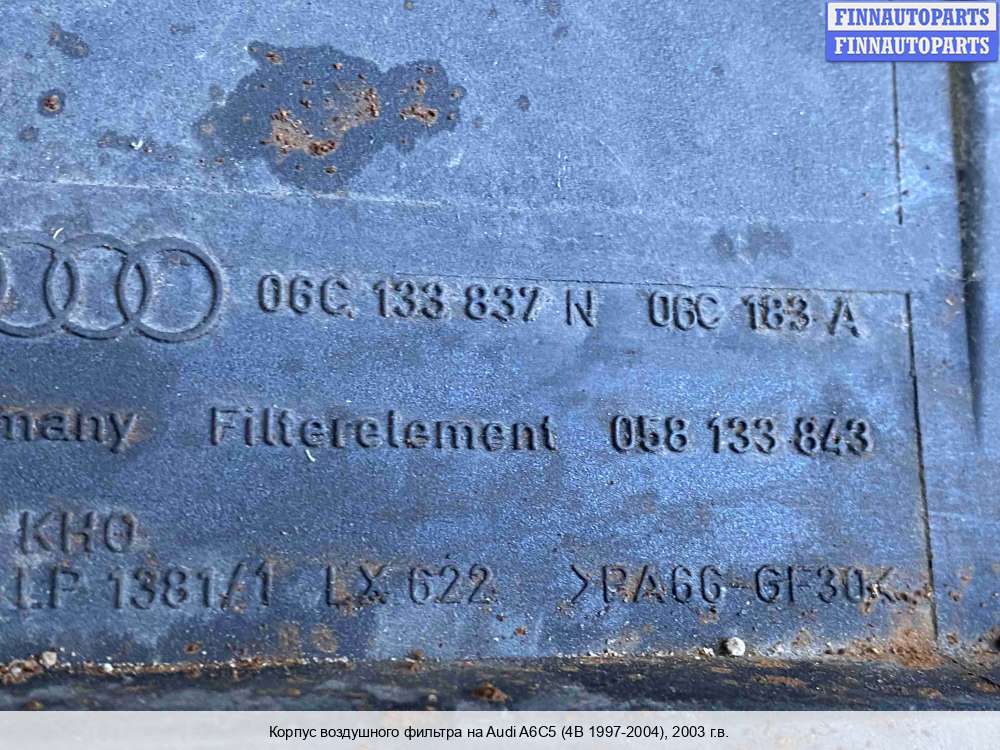 FINNAUTOPARTS
FINNAUTOPARTS
06C 133 837 N 06C 183 A
many Filterelement 058 133 843
KHO
LP 1381/1 LX 622 >PA66-GF30<
Корпус воздушного фильтра на Audi A6C5 (4B 1997-2004), 2003 г.в.